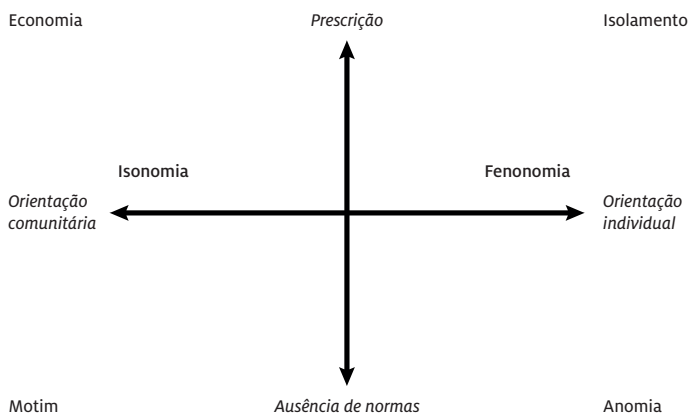 Economia
Prescrição
Isolamento
Isonomia
Fenonomia
Orientação
comunitária
Orientação
individual
Motim
Ausência de normas
Anomia